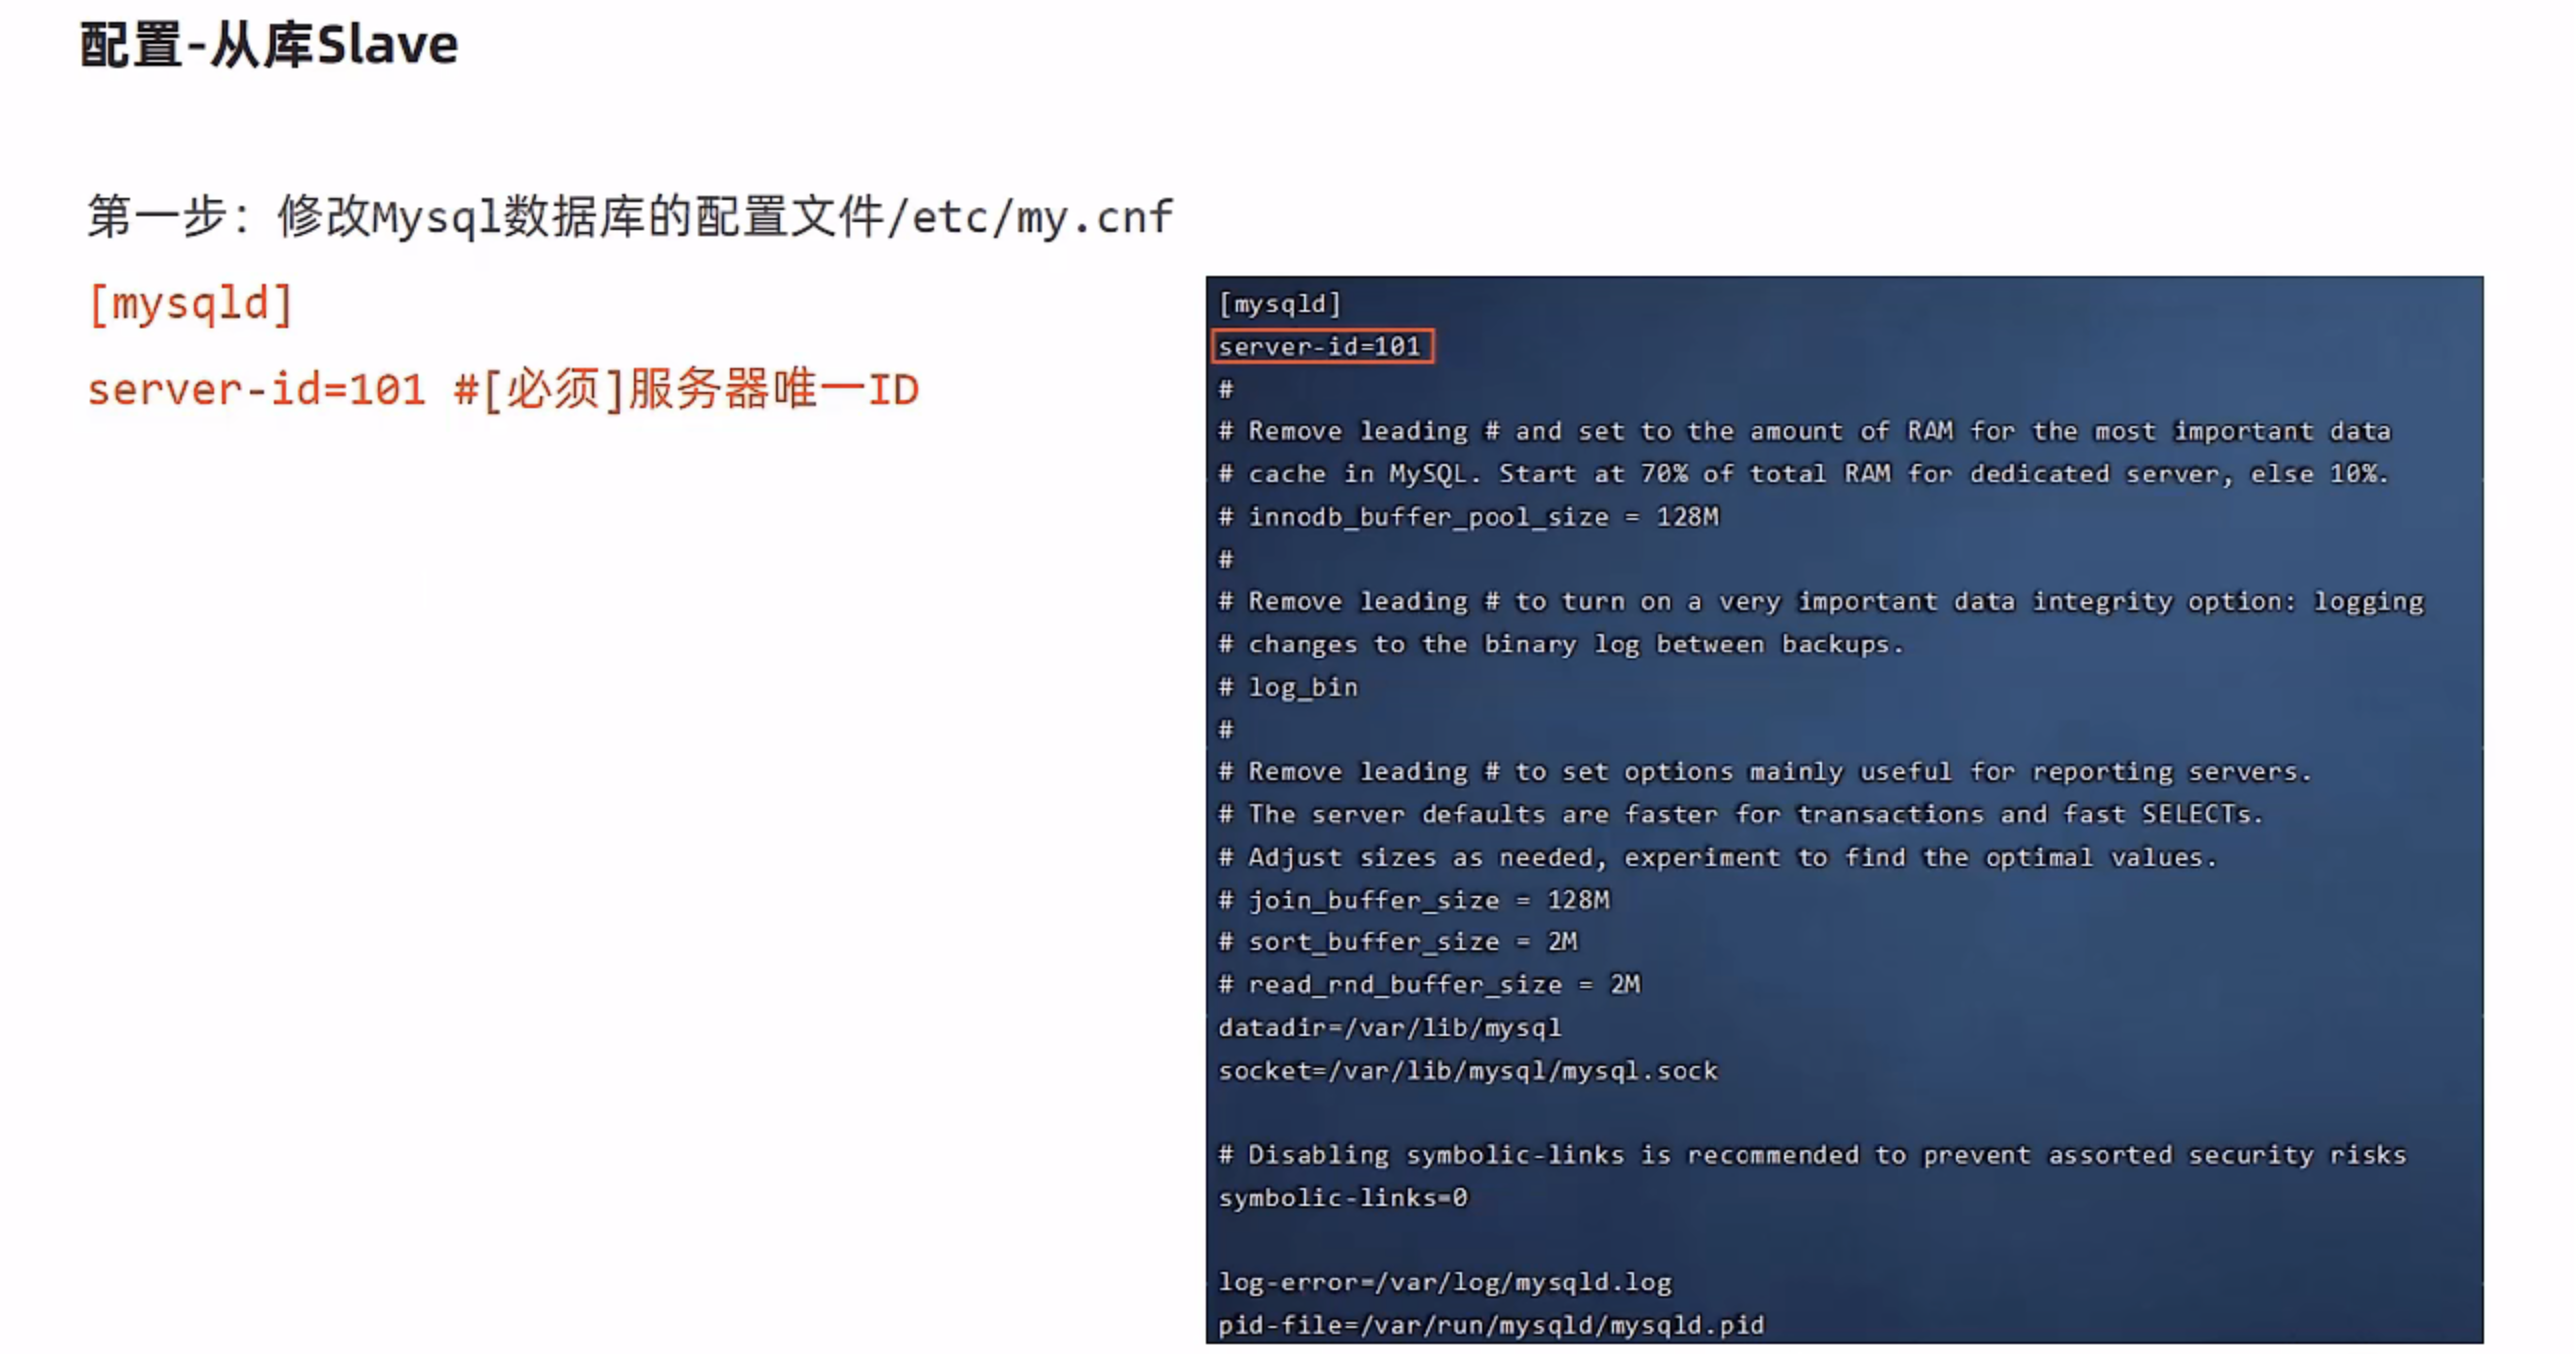 配置-从库Slave
第一步：修改Mysql数据库的配置文件/etc/my.cnf
[mysqld]
server-id=101 #[必须]服务器唯一ID
[mysqld]
server-id=101
#
# Remove leading # and set to the amount of RAM for the most important data
# cache in MySQL. Start at 70% of total RAM for dedicated server, else 10%.
# innodb_buffer_pool_size = 128M
#
# Remove leading # to turn on a very important data integrity option: logging
# changes to the binary log between backups.
# log_bin
#
# Remove leading # to set options mainly useful for reporting servers.
# The server defaults are faster for transactions and fast SELECTs.
# Adjust sizes as needed, experiment to find the optimal values.
# join_buffer_size = 128M
# sort_buffer_size = 2M
# read_rnd_buffer_size = 2M
datadir=/var/lib/mysql
socket=/var/lib/mysql/mysql.sock
# Disabling symbolic-links is recommended to prevent assorted security risks
symbolic-links=0
log-error=/var/log/mysqld.log
pid-file=/var/run/mysqld/mysqld.pid